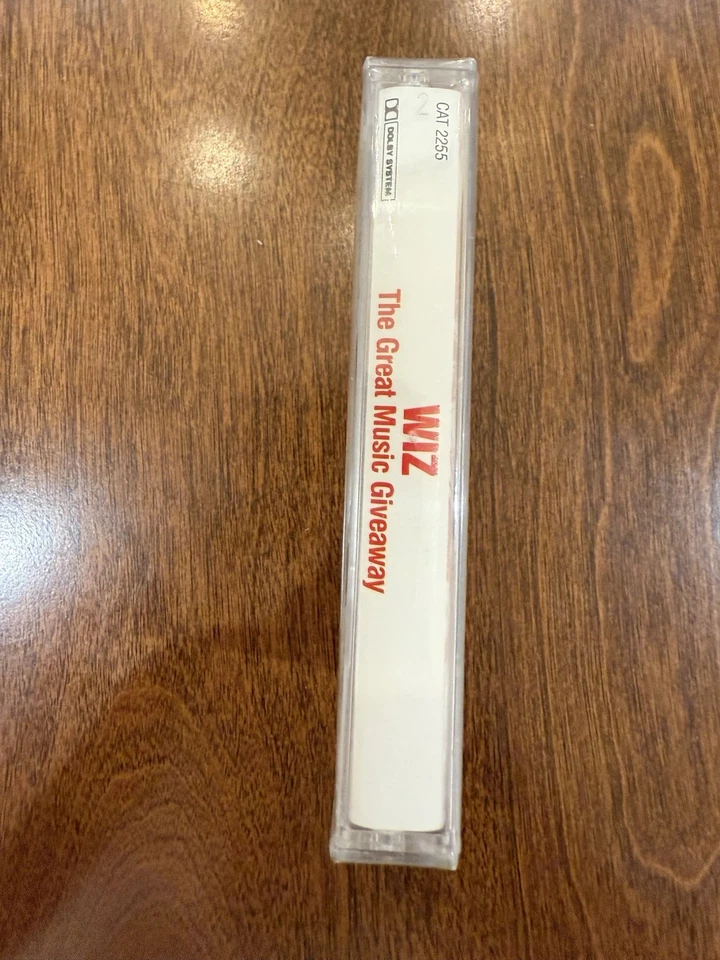 CAT 2255
2
DOLBY SYSTEM
WIZ
The Great Music Giveaway